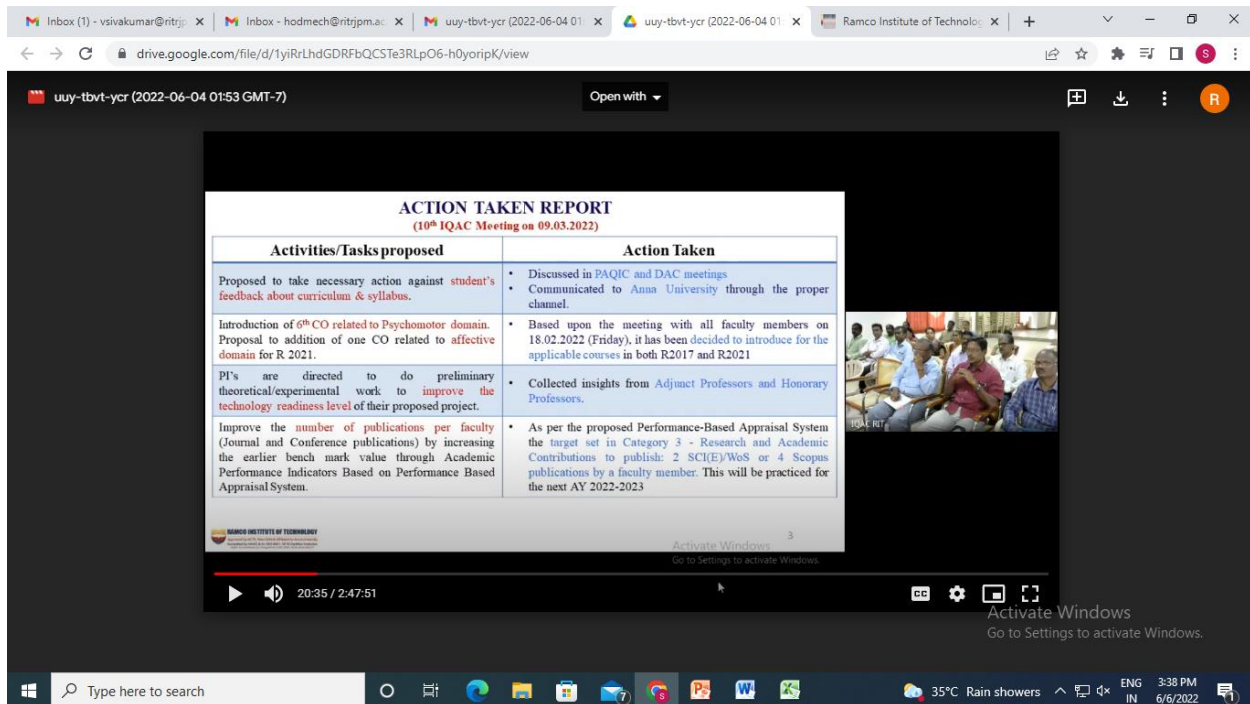 Inbox (1) - vsivakumar@ritrjp
Inbox - hodmech@ritrjpm.ac
uuy-tbvt-ycr (2022-06-04 01
uuy-tbvt-ycr (2022-06-04 01
Ramco Institute of Technolog
drive.google.com/file/d/1yiRrLhdGDRFbQCSTe3RLpO6-h0yoripK/view
S
uuy-tbvt-ycr (2022-06-04 01:53 GMT-7)
Open with
R
ACTION TAKEN REPORT
(10th IQAC Meeting on 09.03.2022)
Activities/Tasks proposed
Action Taken
Proposed to take necessary action against student's
feedback about curriculum & syllabus.
• Discussed in PAQIC and DAC meetings
• Communicated to Anna University through the proper
channel.
Introduction of 6th CO related to Psychomotor domain.
Proposal to addition of one CO related to affective
domain for R 2021.
• Based upon the meeting with all faculty members on
18.02.2022 (Friday), it has been decided to introduce for the
applicable courses in both R2017 and R2021
PI's are directed to do preliminary
theoretical/experimental work to improve the
technology readiness level of their proposed project.
• Collected insights from Adjunct Professors and Honorary
Professors.
Improve the number of publications per faculty
(Journal and Conference publications) by increasing
the earlier bench mark value through Academic
Performance Indicators Based on Performance Based
Appraisal System.
• As per the proposed Performance-Based Appraisal System
the target set in Category 3 - Research and Academic
Contributions to publish: 2 SCI(E)/WoS or 4 Scopus
publications by a faculty member. This will be practiced for
the next AY 2022-2023
IQAC RIT
RAMCO INSTITUTE OF TECHNOLOGY
3
Activate Windows
Go to Settings to activate Windows.
20:35 / 2:47:51
CC
Activate Windows
Go to Settings to activate Windows.
Type here to search
7
S
35°C Rain showers
ENG
IN
3:38 PM
6/6/2022
1